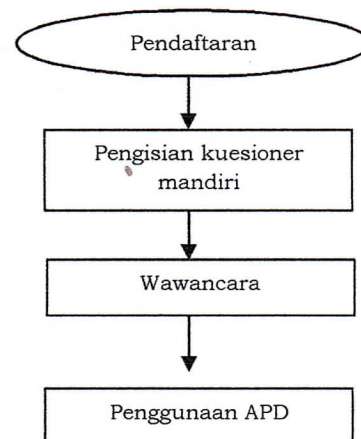 Pendaftaran
Pengisian kuesioner
mandiri
Wawancara
Penggunaan APD